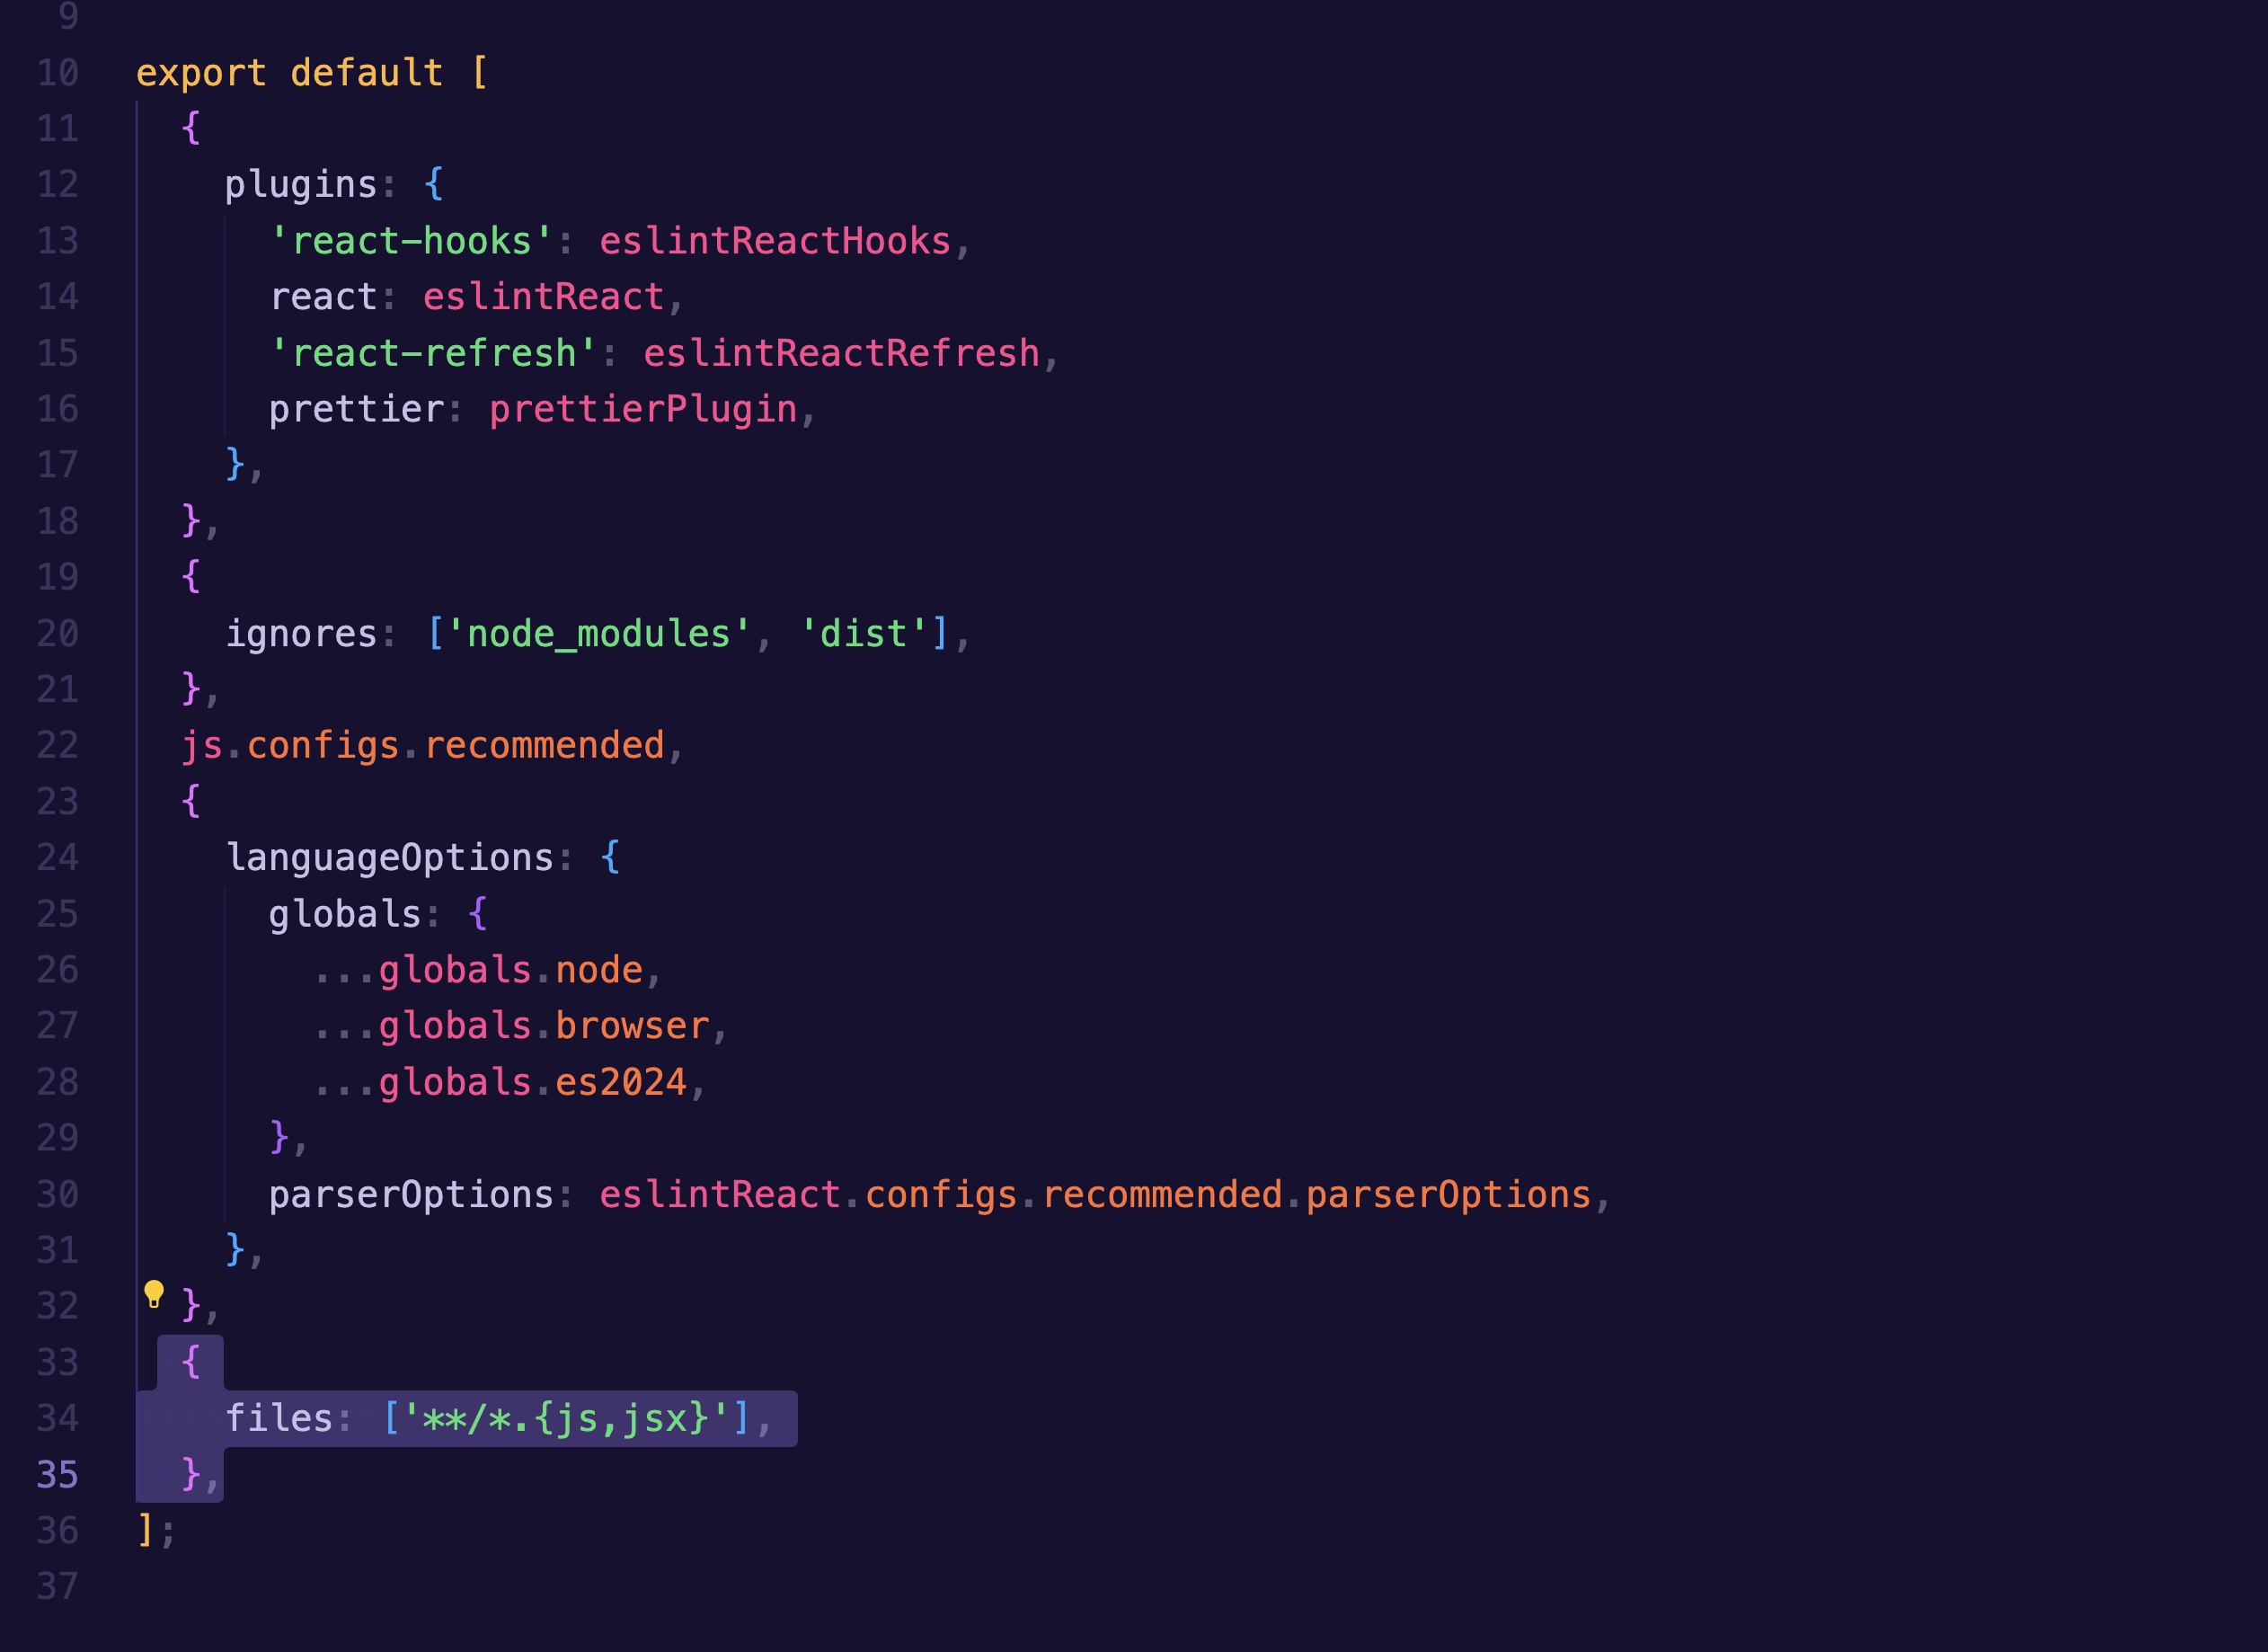 9
10 export default [
11   {
12     plugins: {
13       'react-hooks': eslintReactHooks,
14       react: eslintReact,
15       'react-refresh': eslintReactRefresh,
16       prettier: prettierPlugin,
17     },
18   },
19   {
20     ignores: ['node_modules', 'dist'],
21   },
22   js.configs.recommended,
23   {
24     languageOptions: {
25       globals: {
26         ...globals.node,
27         ...globals.browser,
28         ...globals.es2024,
29       },
30       parserOptions: eslintReact.configs.recommended.parserOptions,
31     },
32   },
33   {
34     files: ['**/*.{js,jsx}'],
35   },
36 ];
37